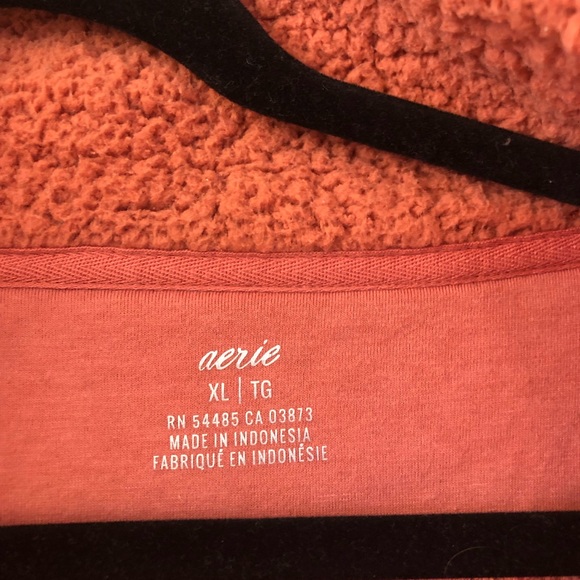 aerie
XL | TG
RN 54485 CA 03873
MADE IN INDONESIA
FABRIQUÉ EN INDONÉSIE